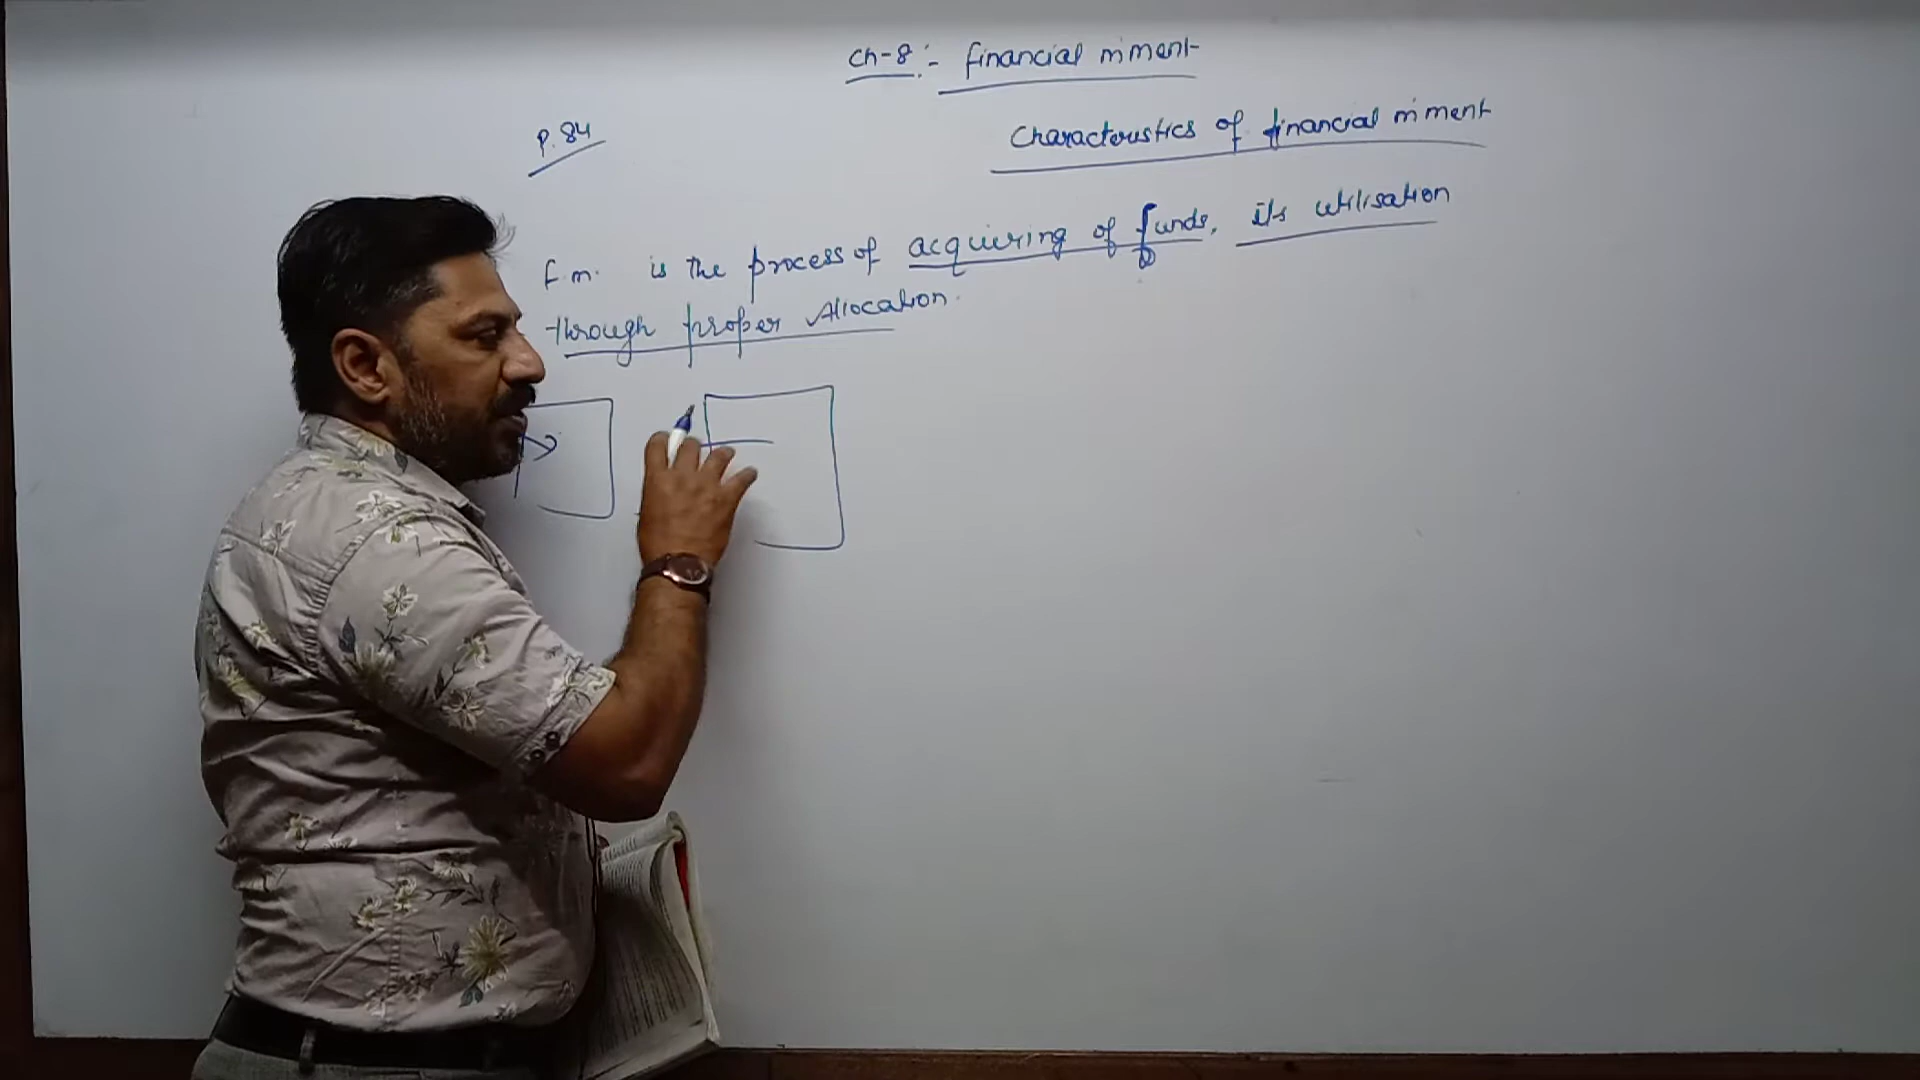 Ch-8:- financial m'ment
P. 84
Characteristics of financial m'ment
F.m. is the process of acquiering of funds, its utilisation
through proper Allocation.